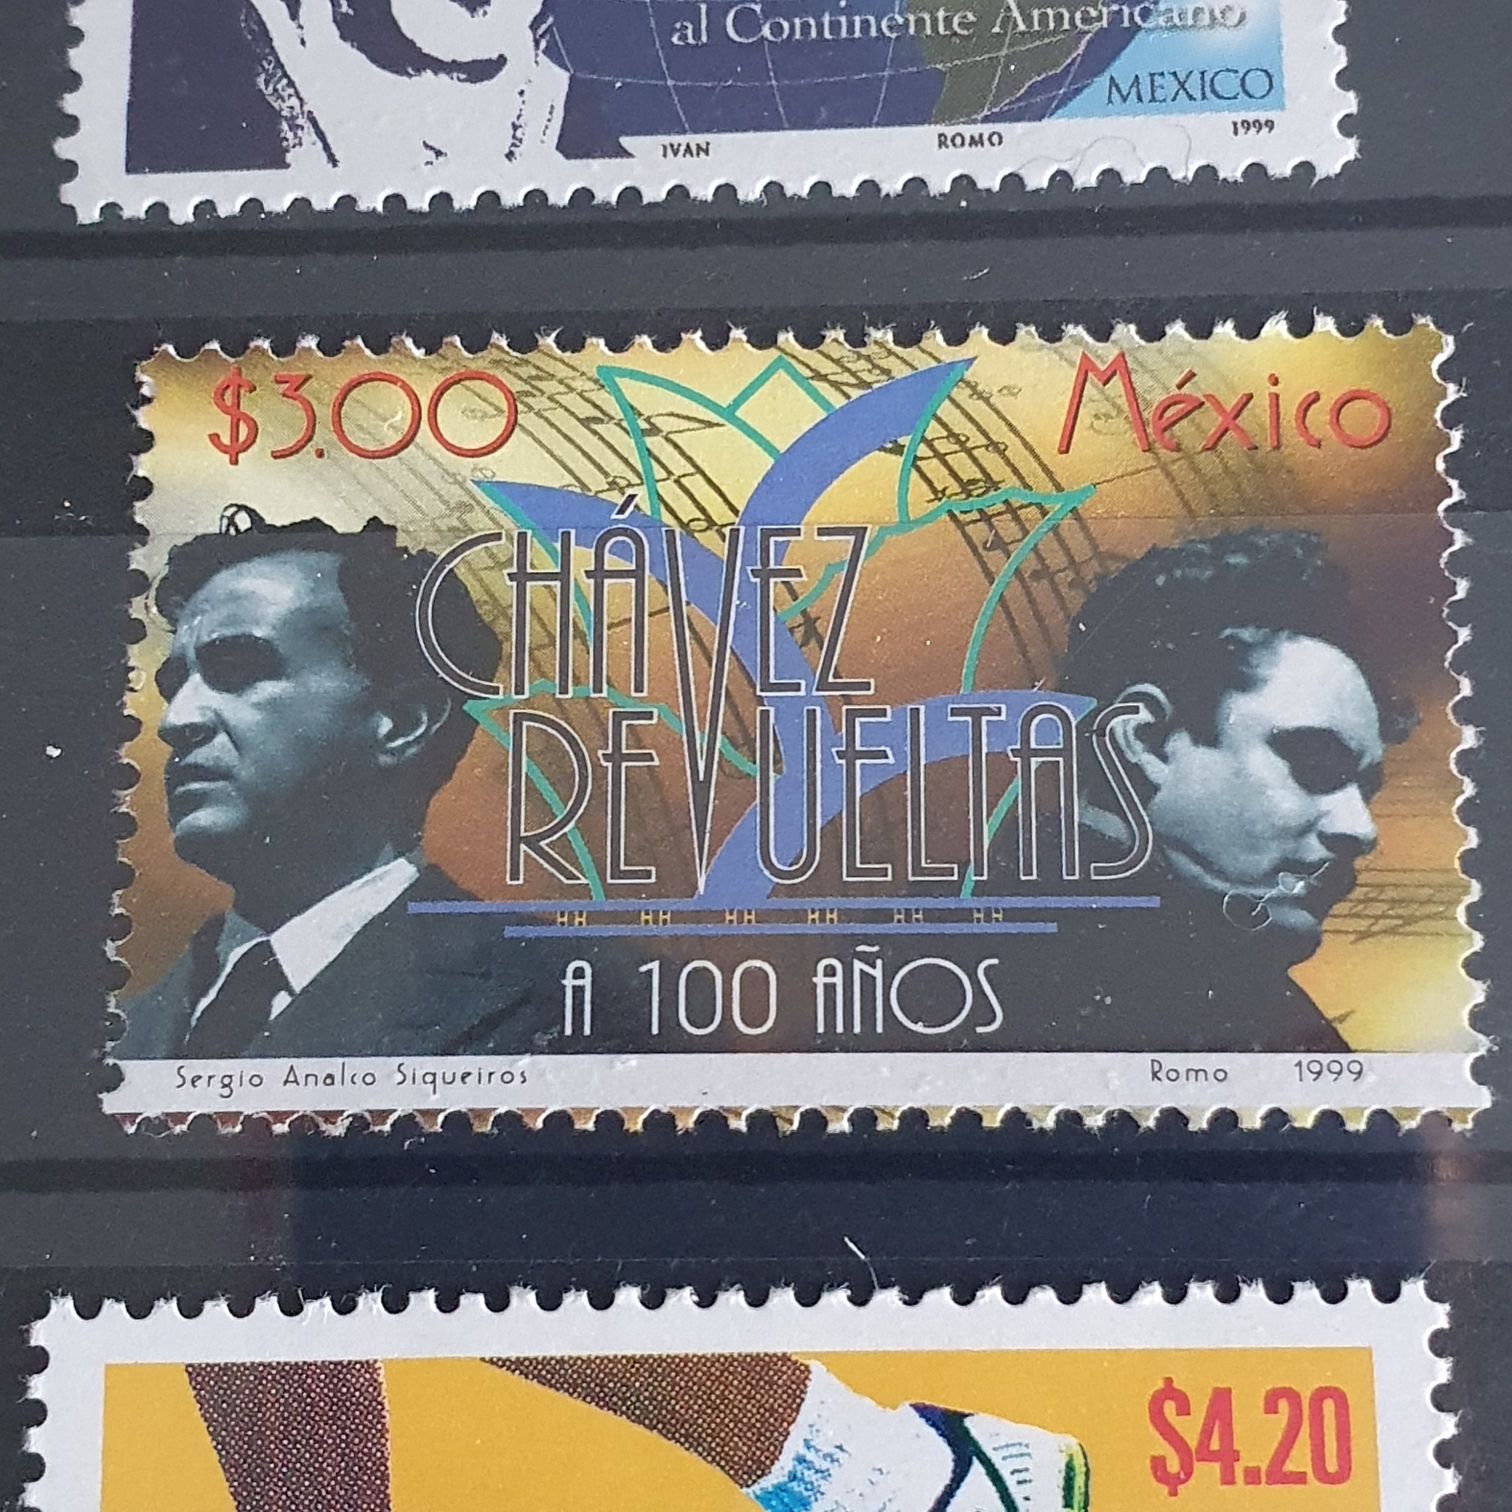 al Continente Americano
MEXICO
IVAN ROMO 1999
$3.00 México
CHÁVEZ
REVUELTAS
A 100 AÑOS
Sergio Analco Siqueiros Romo 1999
$4.20